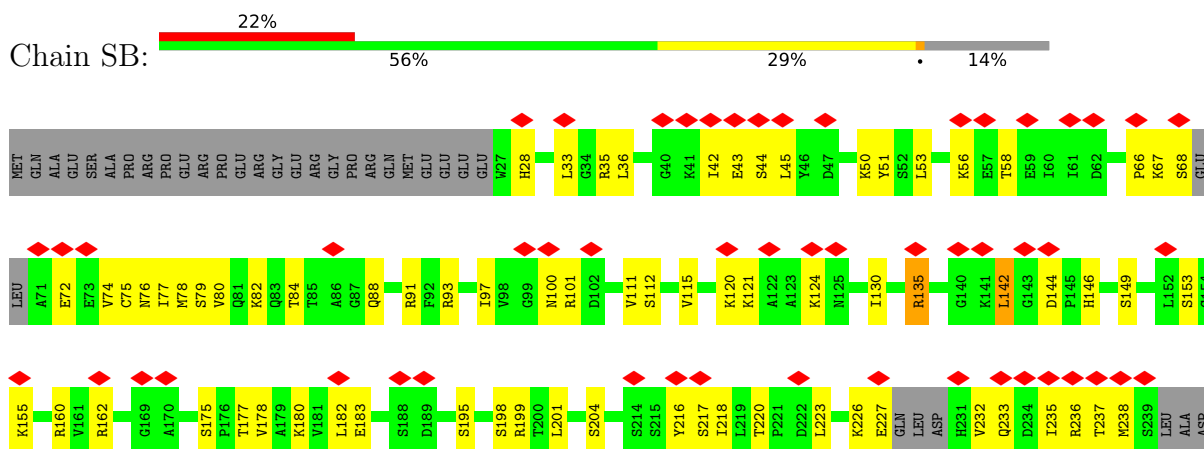 22%
Chain SB:
56% 29% • 14%
MET GLN ALA GLU SER ALA PRO ARG PRO GLU ARG PRO GLU ARG GLY GLU ARG GLY PRO ARG GLN MET GLU GLU GLU GLU W27 H28 L33 G34 R35 L36 G40 K41 I42 E43 S44 L45 Y46 D47 K50 Y51 S52 L53 K56 E57 T58 E59 I60 I61 D62 P66 K67 S68 GLU
LEU A71 E72 E73 V74 C75 N76 I77 M78 S79 V80 Q81 K82 Q83 T84 T85 A86 G87 Q88 R91 F92 R93 I97 V98 G99 N100 R101 D102 V111 S112 V115 K120 K121 A122 A123 K124 N125 I130 R135 G140 K141 L142 G143 D144 P145 H146 S149 L152 S153
K155 R160 V161 R162 G169 A170 S175 P176 T177 V178 A179 K180 V181 L182 E183 S188 D189 S195 S198 R199 T200 L201 S204 S214 S215 Y216 S217 I218 L219 T220 P221 D222 L223 K226 E227 GLN LEU ASP H231 V232 Q233 D234 I235 R236 T237 M238 S239 LEU ALA ASP